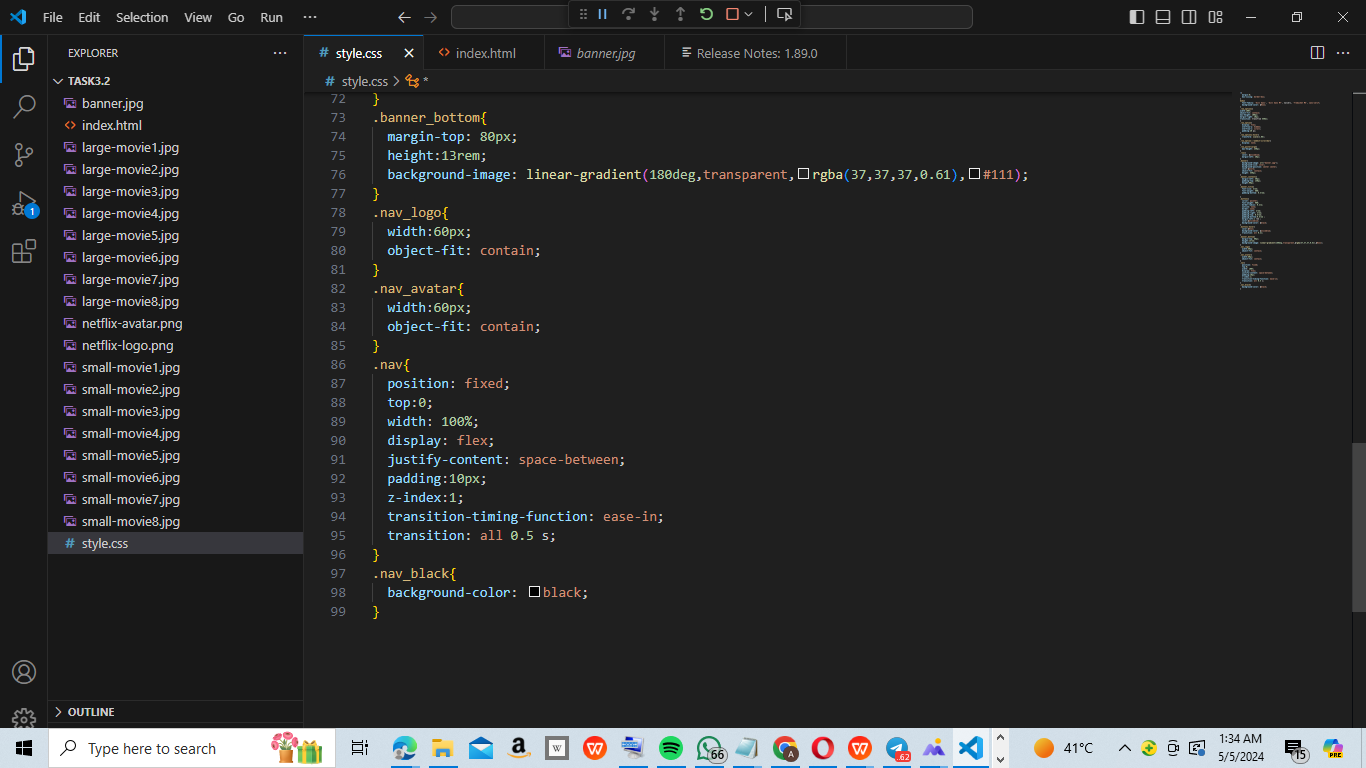 File Edit Selection View Go Run ···
EXPLORER ···
TASK3.2
banner.jpg
index.html
large-movie1.jpg
large-movie2.jpg
large-movie3.jpg
large-movie4.jpg
large-movie5.jpg
large-movie6.jpg
large-movie7.jpg
large-movie8.jpg
netflix-avatar.png
netflix-logo.png
small-movie1.jpg
small-movie2.jpg
small-movie3.jpg
small-movie4.jpg
small-movie5.jpg
small-movie6.jpg
small-movie7.jpg
small-movie8.jpg
# style.css
OUTLINE
1
# style.css index.html banner.jpg Release Notes: 1.89.0
# style.css > *
72 }
73 .banner_bottom{
74 margin-top: 80px;
75 height:13rem;
76 background-image: linear-gradient(180deg,transparent,rgba(37,37,37,0.61),#111);
77 }
78 .nav_logo{
79 width:60px;
80 object-fit: contain;
81 }
82 .nav_avatar{
83 width:60px;
84 object-fit: contain;
85 }
86 .nav{
87 position: fixed;
88 top:0;
89 width: 100%;
90 display: flex;
91 justify-content: space-between;
92 padding:10px;
93 z-index:1;
94 transition-timing-function: ease-in;
95 transition: all 0.5 s;
96 }
97 .nav_black{
98 background-color: black;
99 }
Type here to search
a W W 66 A W .62 41°C 1:34 AM 15 PRE
5/5/2024